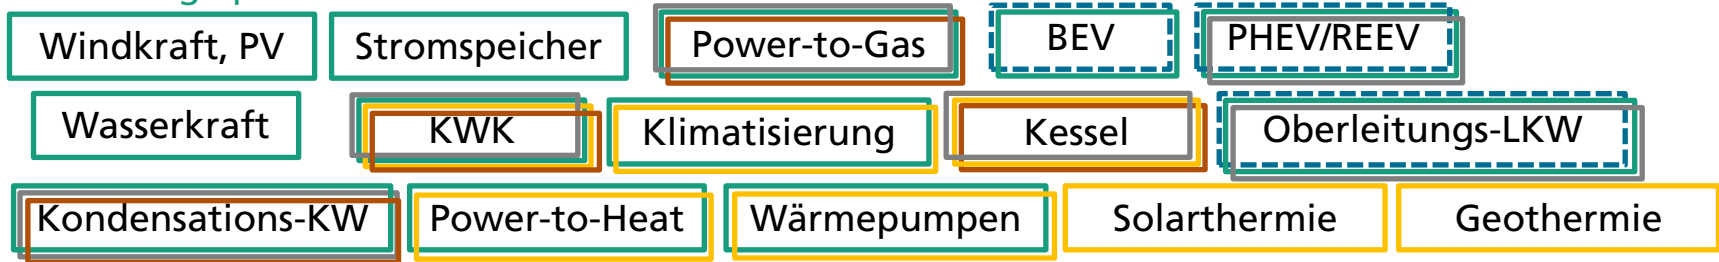 Windkraft, PV Stromspeicher Power-to-Gas BEV PHEV/REEV
Wasserkraft KWK Klimatisierung Kessel Oberleitungs-LKW
Kondensations-KW Power-to-Heat Wärmepumpen Solarthermie Geothermie